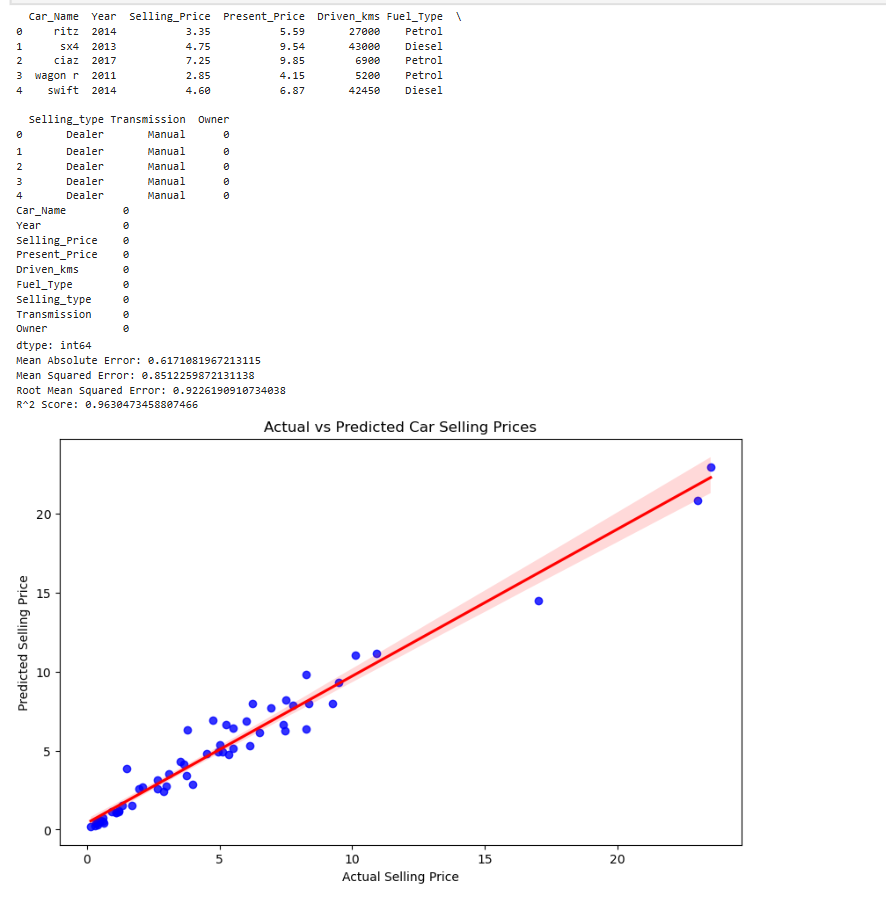 Car_Name Year Selling_Price Present_Price Driven_kms Fuel_Type \
0 ritz 2014 3.35 5.59 27000 Petrol
1 sx4 2013 4.75 9.54 43000 Diesel
2 ciaz 2017 7.25 9.85 6900 Petrol
3 wagon r 2011 2.85 4.15 5200 Petrol
4 swift 2014 4.60 6.87 42450 Diesel
Selling_type Transmission Owner
0 Dealer Manual 0
1 Dealer Manual 0
2 Dealer Manual 0
3 Dealer Manual 0
4 Dealer Manual 0
Car_Name 0
Year 0
Selling_Price 0
Present_Price 0
Driven_kms 0
Fuel_Type 0
Selling_type 0
Transmission 0
Owner 0
dtype: int64
Mean Absolute Error: 0.6171081967213115
Mean Squared Error: 0.8512259872131138
Root Mean Squared Error: 0.9226190910734038
R^2 Score: 0.9630473458807466
Actual vs Predicted Car Selling Prices
20
15
10
5
0
Predicted Selling Price
0 5 10 15 20
Actual Selling Price